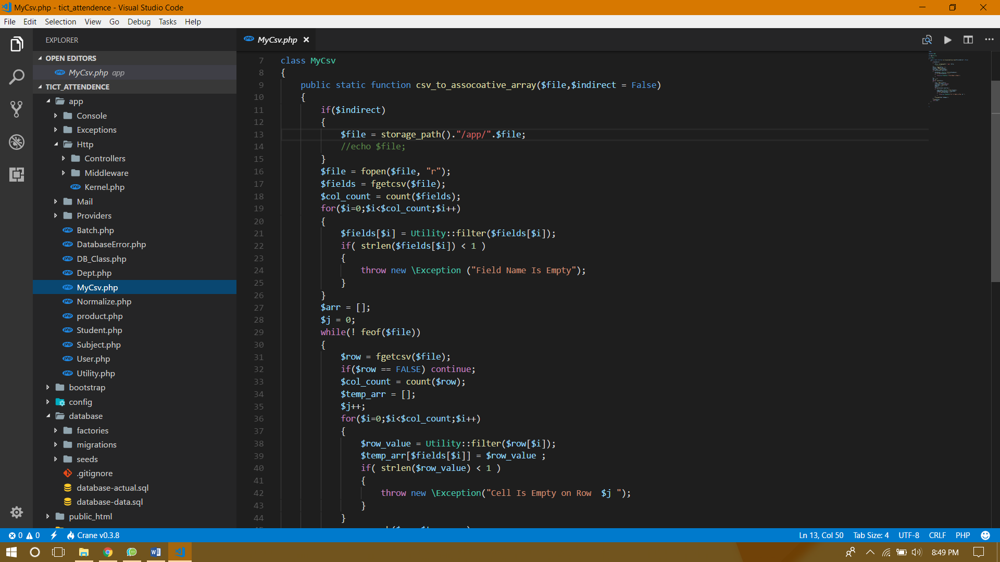 MyCsv.php - tict_attendence - Visual Studio Code
File Edit Selection View Go Debug Tasks Help
EXPLORER
OPEN EDITORS
MyCsv.php app
TICT_ATTENDENCE
app
Console
Exceptions
Http
Controllers
Middleware
Kernel.php
Mail
Providers
Batch.php
DatabaseError.php
DB_Class.php
Dept.php
MyCsv.php
Normalize.php
product.php
Student.php
Subject.php
User.php
Utility.php
bootstrap
config
database
factories
migrations
seeds
.gitignore
database-actual.sql
database-data.sql
public_html
MyCsv.php
7 class MyCsv
8 {
9 public static function csv_to_assocoative_array($file,$indirect = False)
10 {
11 if($indirect)
12 {
13 $file = storage_path()."/app/".$file;
14 //echo $file;
15 }
16 $file = fopen($file, "r");
17 $fields = fgetcsv($file);
18 $col_count = count($fields);
19 for($i=0;$i<$col_count;$i++)
20 {
21 $fields[$i] = Utility::filter($fields[$i]);
22 if( strlen($fields[$i]) < 1 )
23 {
24 throw new \Exception ("Field Name Is Empty");
25 }
26 }
27 $arr = [];
28 $j = 0;
29 while(! feof($file))
30 {
31 $row = fgetcsv($file);
32 if($row == FALSE) continue;
33 $col_count = count($row);
34 $temp_arr = [];
35 $j++;
36 for($i=0;$i<$col_count;$i++)
37 {
38 $row_value = Utility::filter($row[$i]);
39 $temp_arr[$fields[$i]] = $row_value ;
40 if( strlen($row_value) < 1 )
41 {
42 throw new \Exception("Cell Is Empty on Row  $j ");
43 }
44 }
0 0 Crane v0.3.8
Ln 13, Col 50 Tab Size: 4 UTF-8 CRLF PHP
8:49 PM